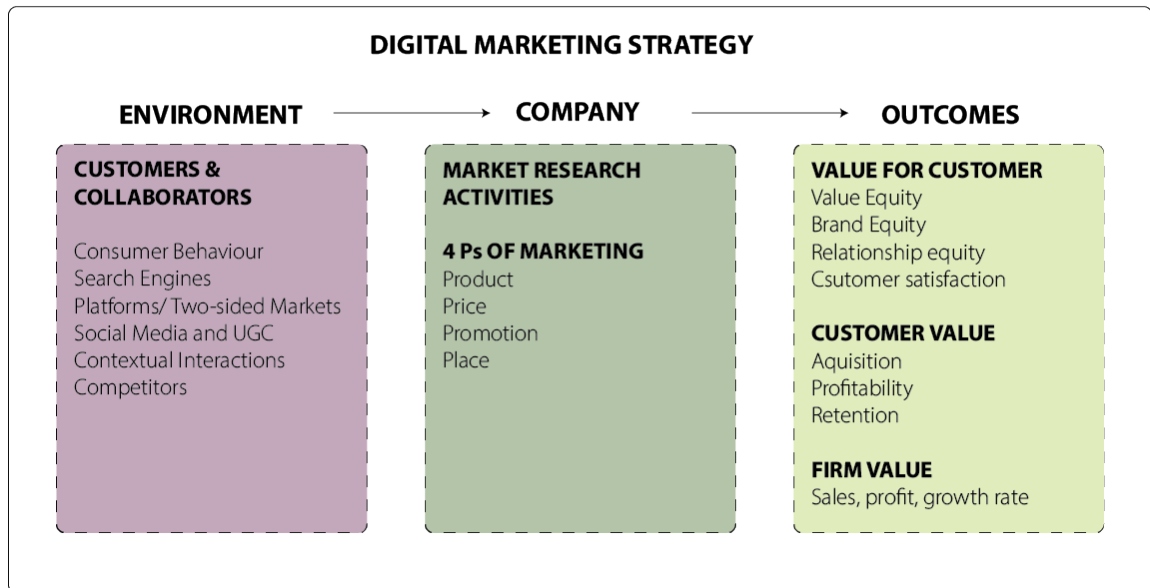 DIGITAL MARKETING STRATEGY
ENVIRONMENT
COMPANY
OUTCOMES
CUSTOMERS &
COLLABORATORS
Consumer Behaviour
Search Engines
Platforms/ Two-sided Markets
Social Media and UGC
Contextual Interactions
Competitors
MARKET RESEARCH
ACTIVITIES
4 Ps OF MARKETING
Product
Price
Promotion
Place
VALUE FOR CUSTOMER
Value Equity
Brand Equity
Relationship equity
Csutomer satisfaction
CUSTOMER VALUE
Aquisition
Profitability
Retention
FIRM VALUE
Sales, profit, growth rate